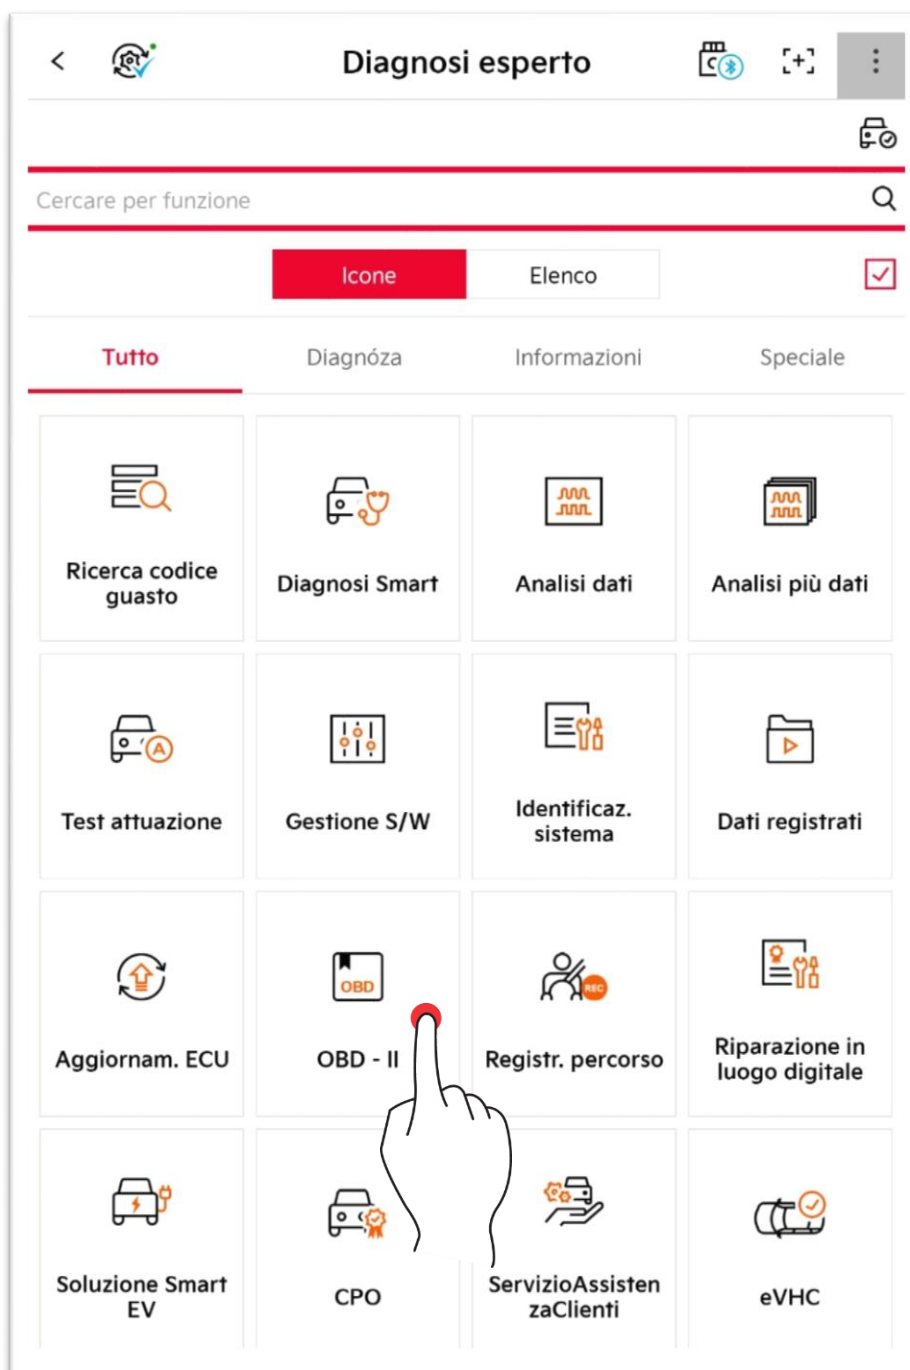 Diagnosi esperto
Cercare per funzione
Icone
Elenco
Tutto
Diagnóza
Informazioni
Speciale
Ricerca codice
guasto
Diagnosi Smart
Analisi dati
Analisi più dati
A
Test attuazione
Gestione S/W
Identificaz.
sistema
Dati registrati
Aggiornam. ECU
OBD
OBD - II
REC
Registr. percorso
Riparazione in
luogo digitale
Soluzione Smart
EV
CPO
ServizioAssisten
zaClienti
eVHC